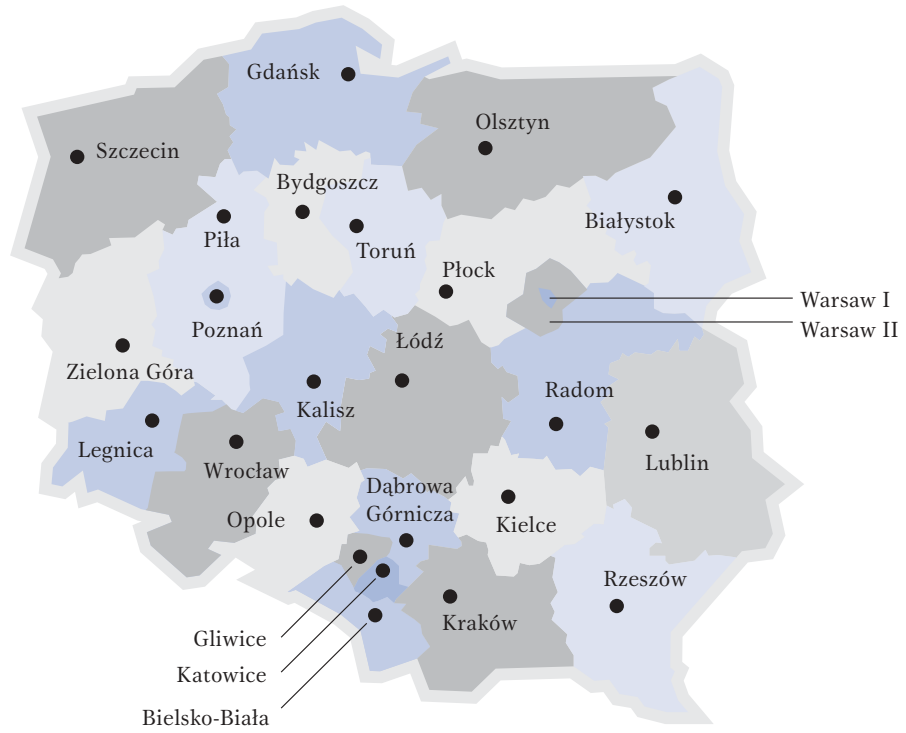 Gdańsk
Olsztyn
Szczecin
Bydgoszcz
Białystok
Piła
Toruń
Płock
Warsaw I
Poznań
Warsaw II
Łódź
Zielona Góra
Radom
Kalisz
Legnica
Lublin
Wrocław
Dąbrowa
Górnicza
Opole
Kielce
Rzeszów
Kraków
Gliwice
Katowice
Bielsko-Biała